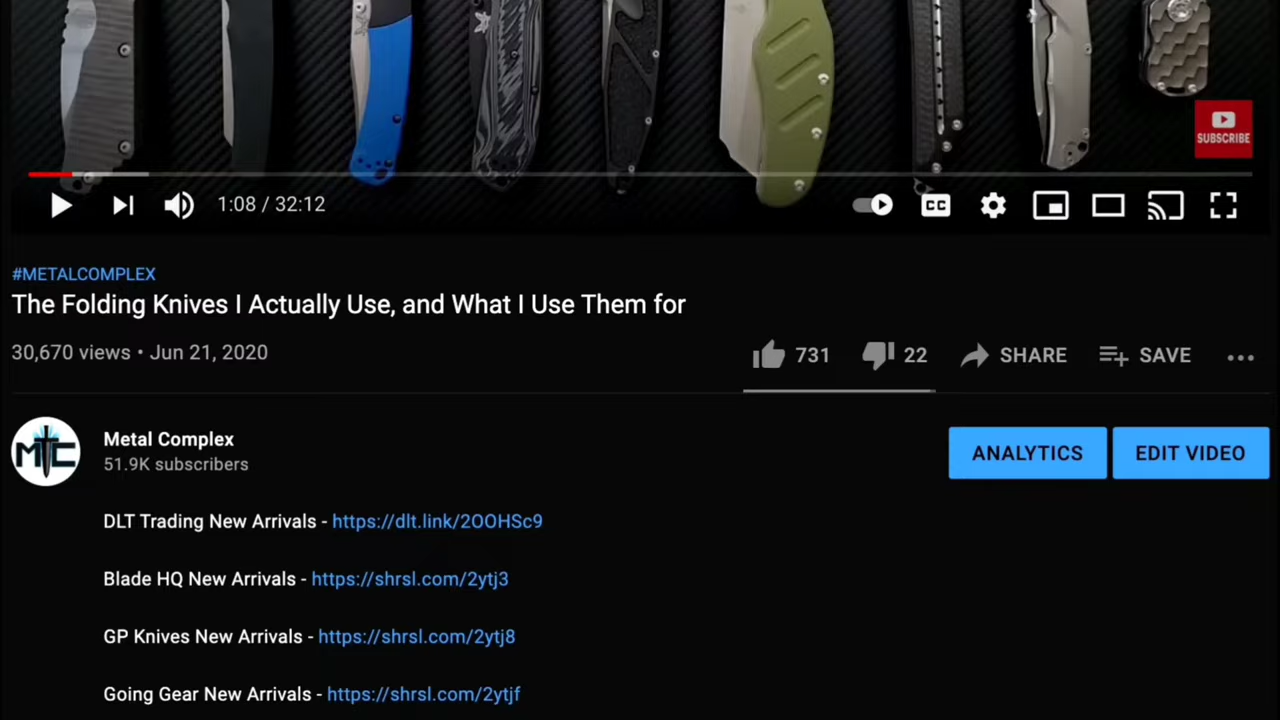 SUBSCRIBE
1:08 / 32:12
CC
#METALCOMPLEX
The Folding Knives I Actually Use, and What I Use Them for
30,670 views • Jun 21, 2020
731 22 SHARE SAVE
MTC
Metal Complex
51.9K subscribers
ANALYTICS EDIT VIDEO
DLT Trading New Arrivals - https://dlt.link/2OOHSc9
Blade HQ New Arrivals - https://shrsl.com/2ytj3
GP Knives New Arrivals - https://shrsl.com/2ytj8
Going Gear New Arrivals - https://shrsl.com/2ytjf